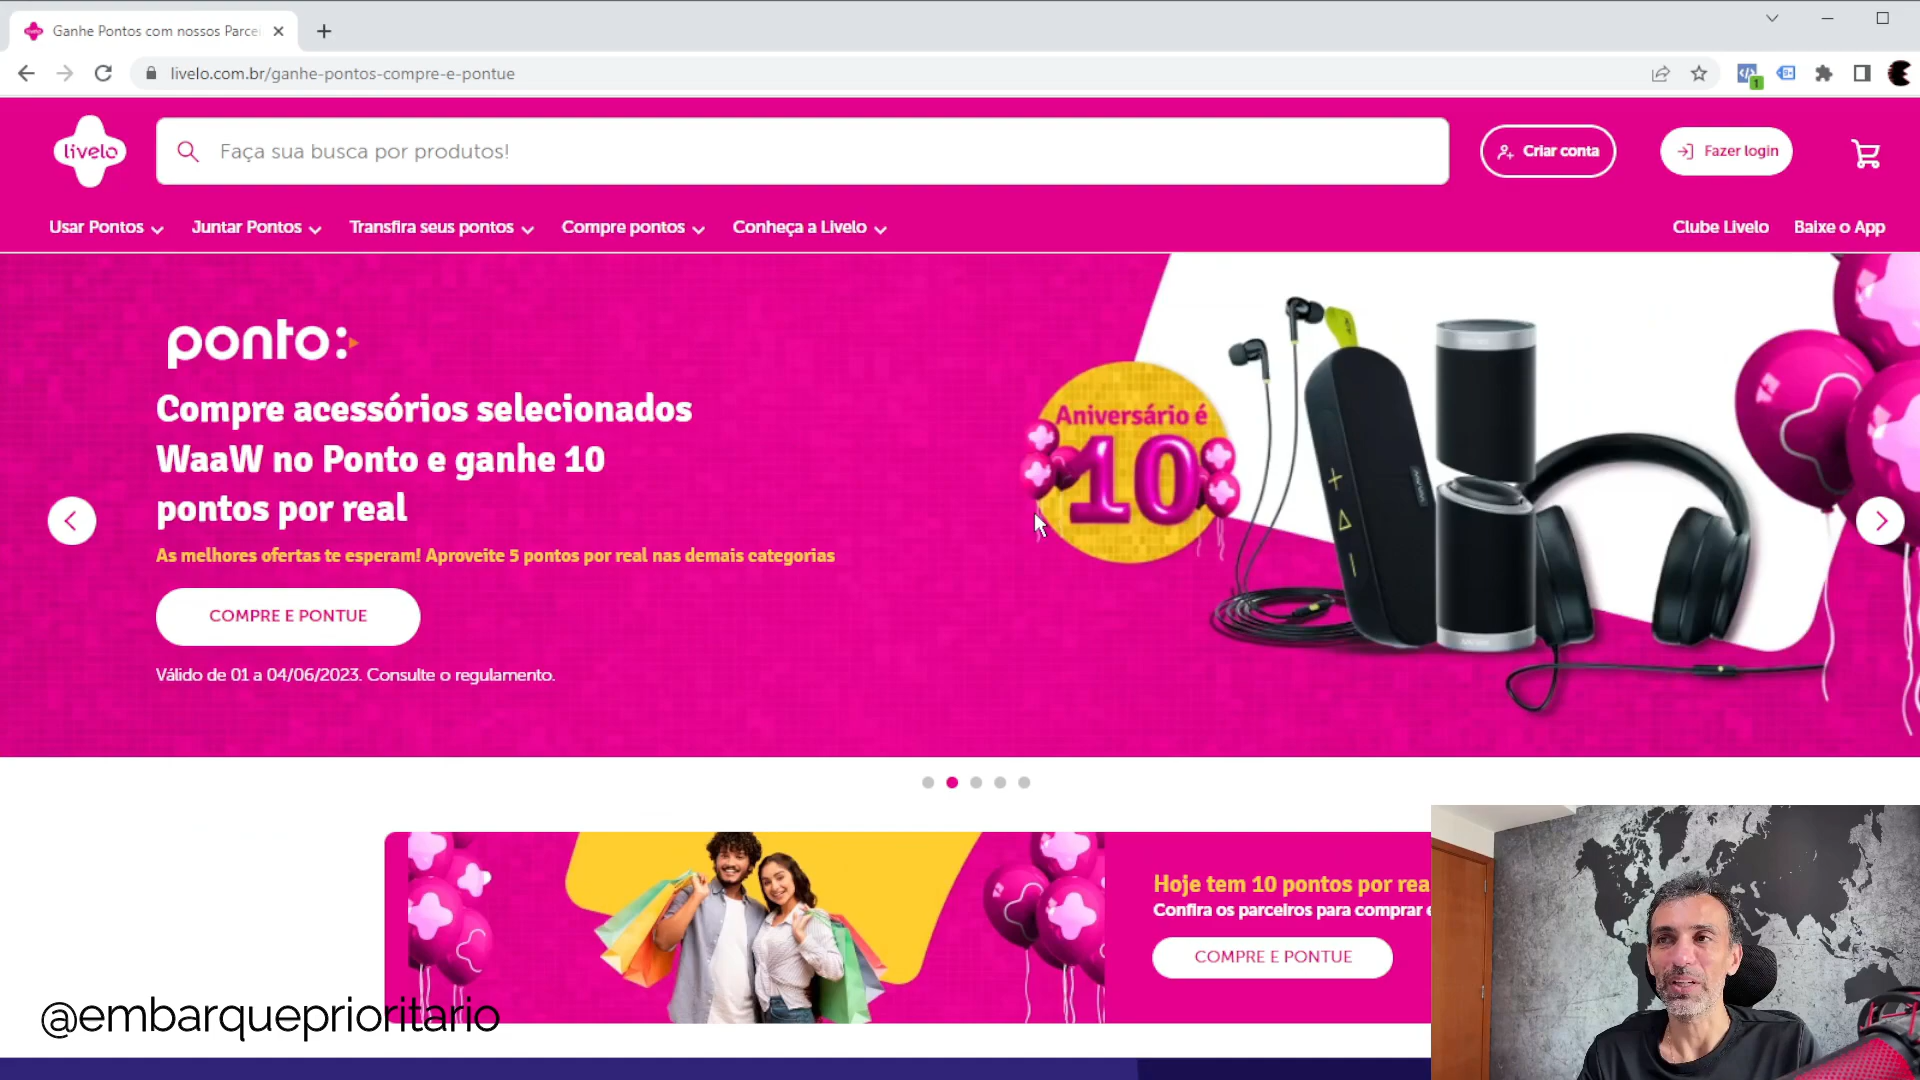 Ganhe Pontos com nossos Parcei
livelo.com.br/ganhe-pontos-compre-e-pontue
1
livelo
Faça sua busca por produtos!
Criar conta
Fazer login
Usar Pontos
Juntar Pontos
Transfira seus pontos
Compre pontos
Conheça a Livelo
Clube Livelo
Baixe o App
ponto:
Compre acessórios selecionados
WaaW no Ponto e ganhe 10
pontos por real
As melhores ofertas te esperam! Aproveite 5 pontos por real nas demais categorias
COMPRE E PONTUE
Válido de 01 a 04/06/2023. Consulte o regulamento.
Aniversário é
10
Hoje tem 10 pontos por rea
Confira os parceiros para comprar e
COMPRE E PONTUE
@embarqueprioritario